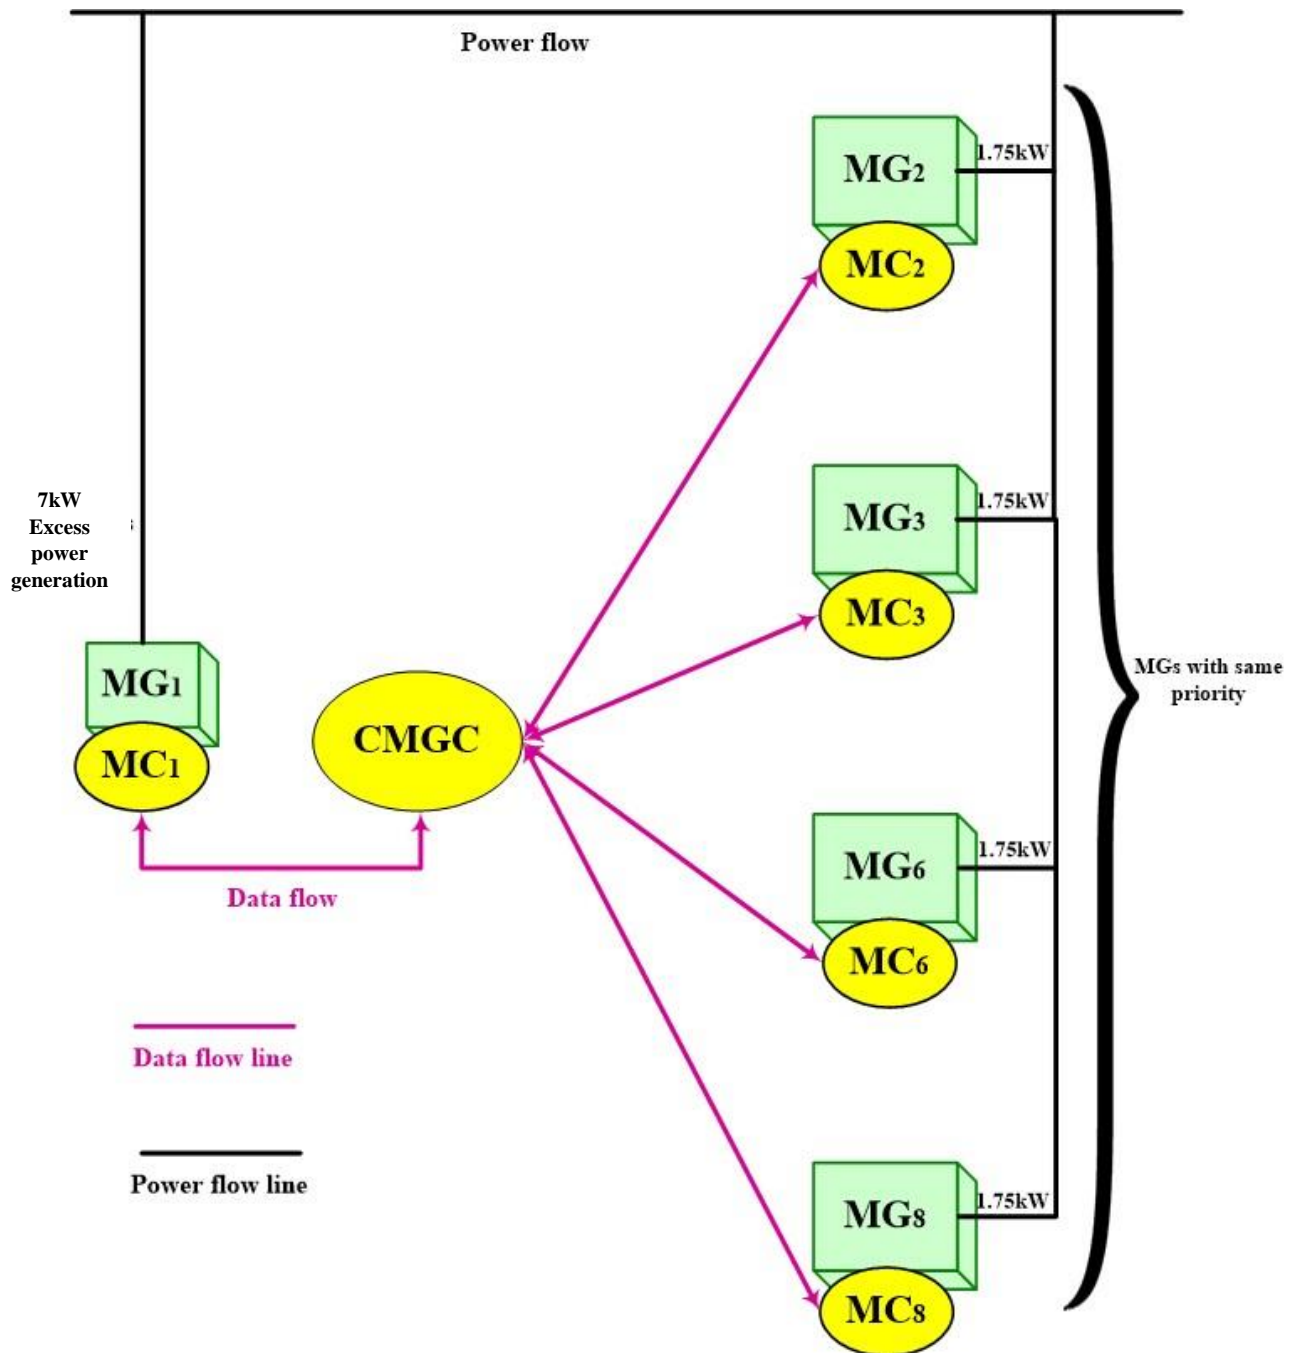 Power flow
1.75kW
MG2
MC2
7kW
Excess
power
generation
1.75kW
MG3
MC3
MG1
MC1
CMGC
MGs with same
priority
1.75kW
MG6
MC6
Data flow
Data flow line
Power flow line
1.75kW
MG8
MC8